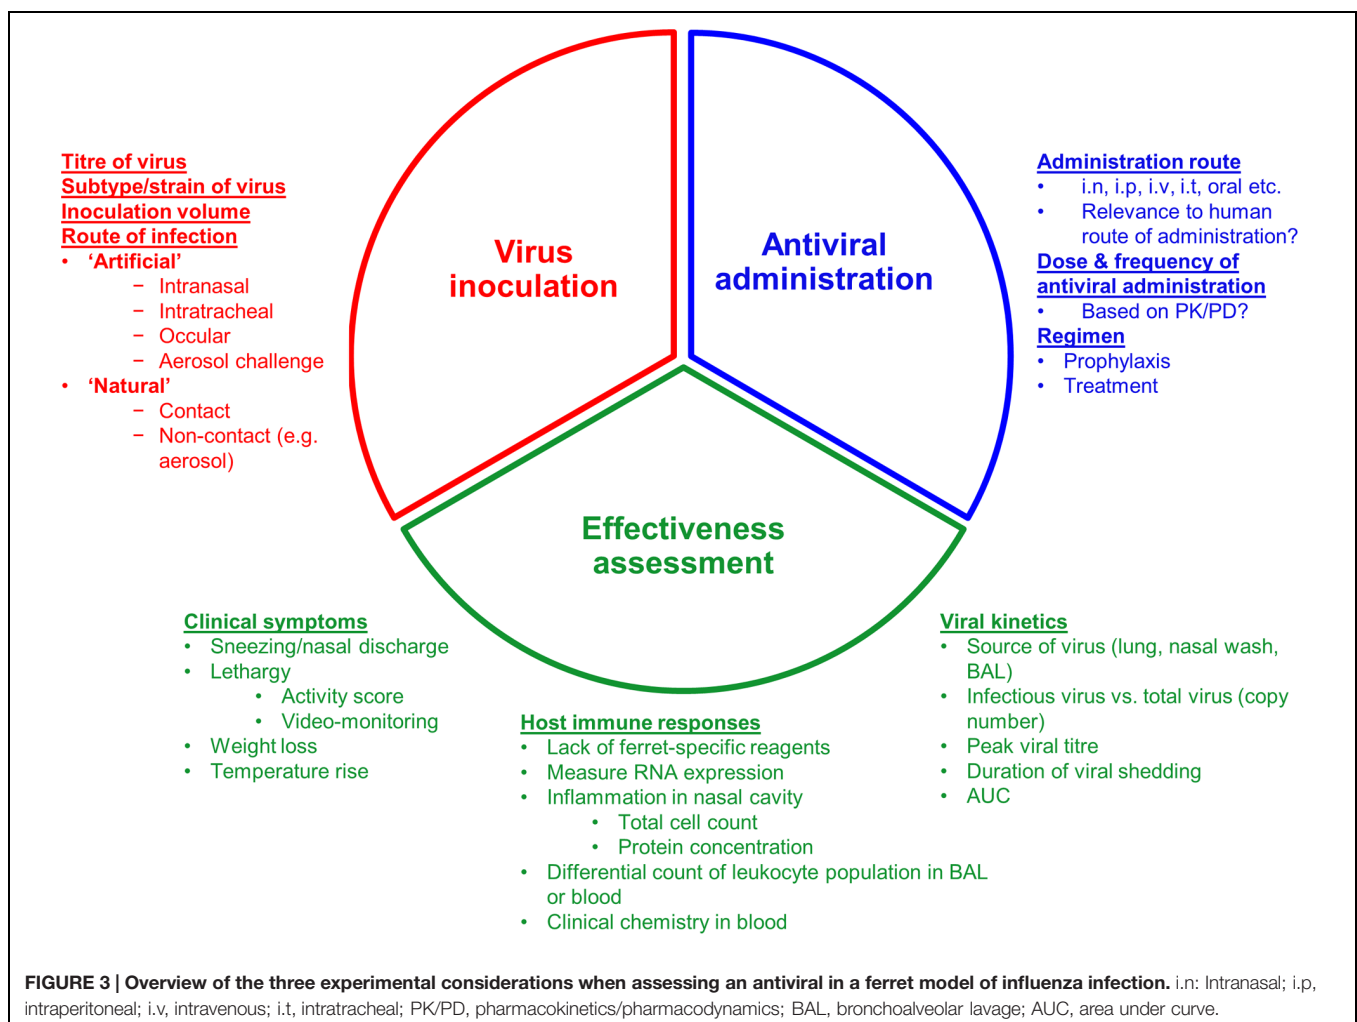 Titre of virus
Subtype/strain of virus
Inoculation volume
Route of infection
• ‘Artificial’
− Intranasal
− Intratracheal
− Occular
− Aerosol challenge
• ‘Natural’
− Contact
− Non-contact (e.g.
aerosol)
Virus
inoculation
Antiviral
administration
Administration route
• i.n, i.p, i.v, i.t, oral etc.
• Relevance to human
route of administration?
Dose & frequency of
antiviral administration
• Based on PK/PD?
Regimen
• Prophylaxis
• Treatment
Effectiveness
assessment
Clinical symptoms
• Sneezing/nasal discharge
• Lethargy
• Activity score
• Video-monitoring
• Weight loss
• Temperature rise
Host immune responses
• Lack of ferret-specific reagents
• Measure RNA expression
• Inflammation in nasal cavity
• Total cell count
• Protein concentration
• Differential count of leukocyte population in BAL
or blood
• Clinical chemistry in blood
Viral kinetics
• Source of virus (lung, nasal wash,
BAL)
• Infectious virus vs. total virus (copy
number)
• Peak viral titre
• Duration of viral shedding
• AUC
FIGURE 3 | Overview of the three experimental considerations when assessing an antiviral in a ferret model of influenza infection. i.n: Intranasal; i.p,
intraperitoneal; i.v, intravenous; i.t, intratracheal; PK/PD, pharmacokinetics/pharmacodynamics; BAL, bronchoalveolar lavage; AUC, area under curve.